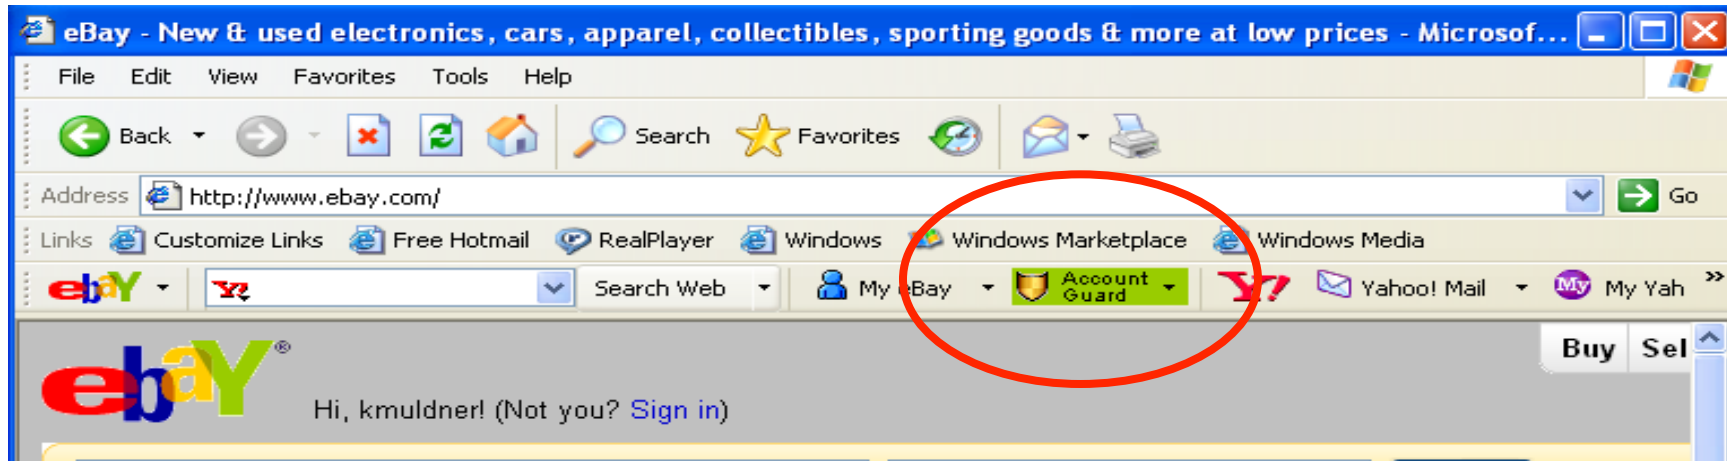 eBay - New & used electronics, cars, apparel, collectibles, sporting goods & more at low prices - Microsof...
File Edit View Favorites Tools Help
Back Search Favorites
Address http://www.ebay.com/ Go
Links Customize Links Free Hotmail RealPlayer Windows Windows Marketplace Windows Media
ebaY Y! Search Web My eBay Account Guard Y! Yahoo! Mail My My Yah »
ebaY® Buy Sel
Hi, kmuldner! (Not you? Sign in)